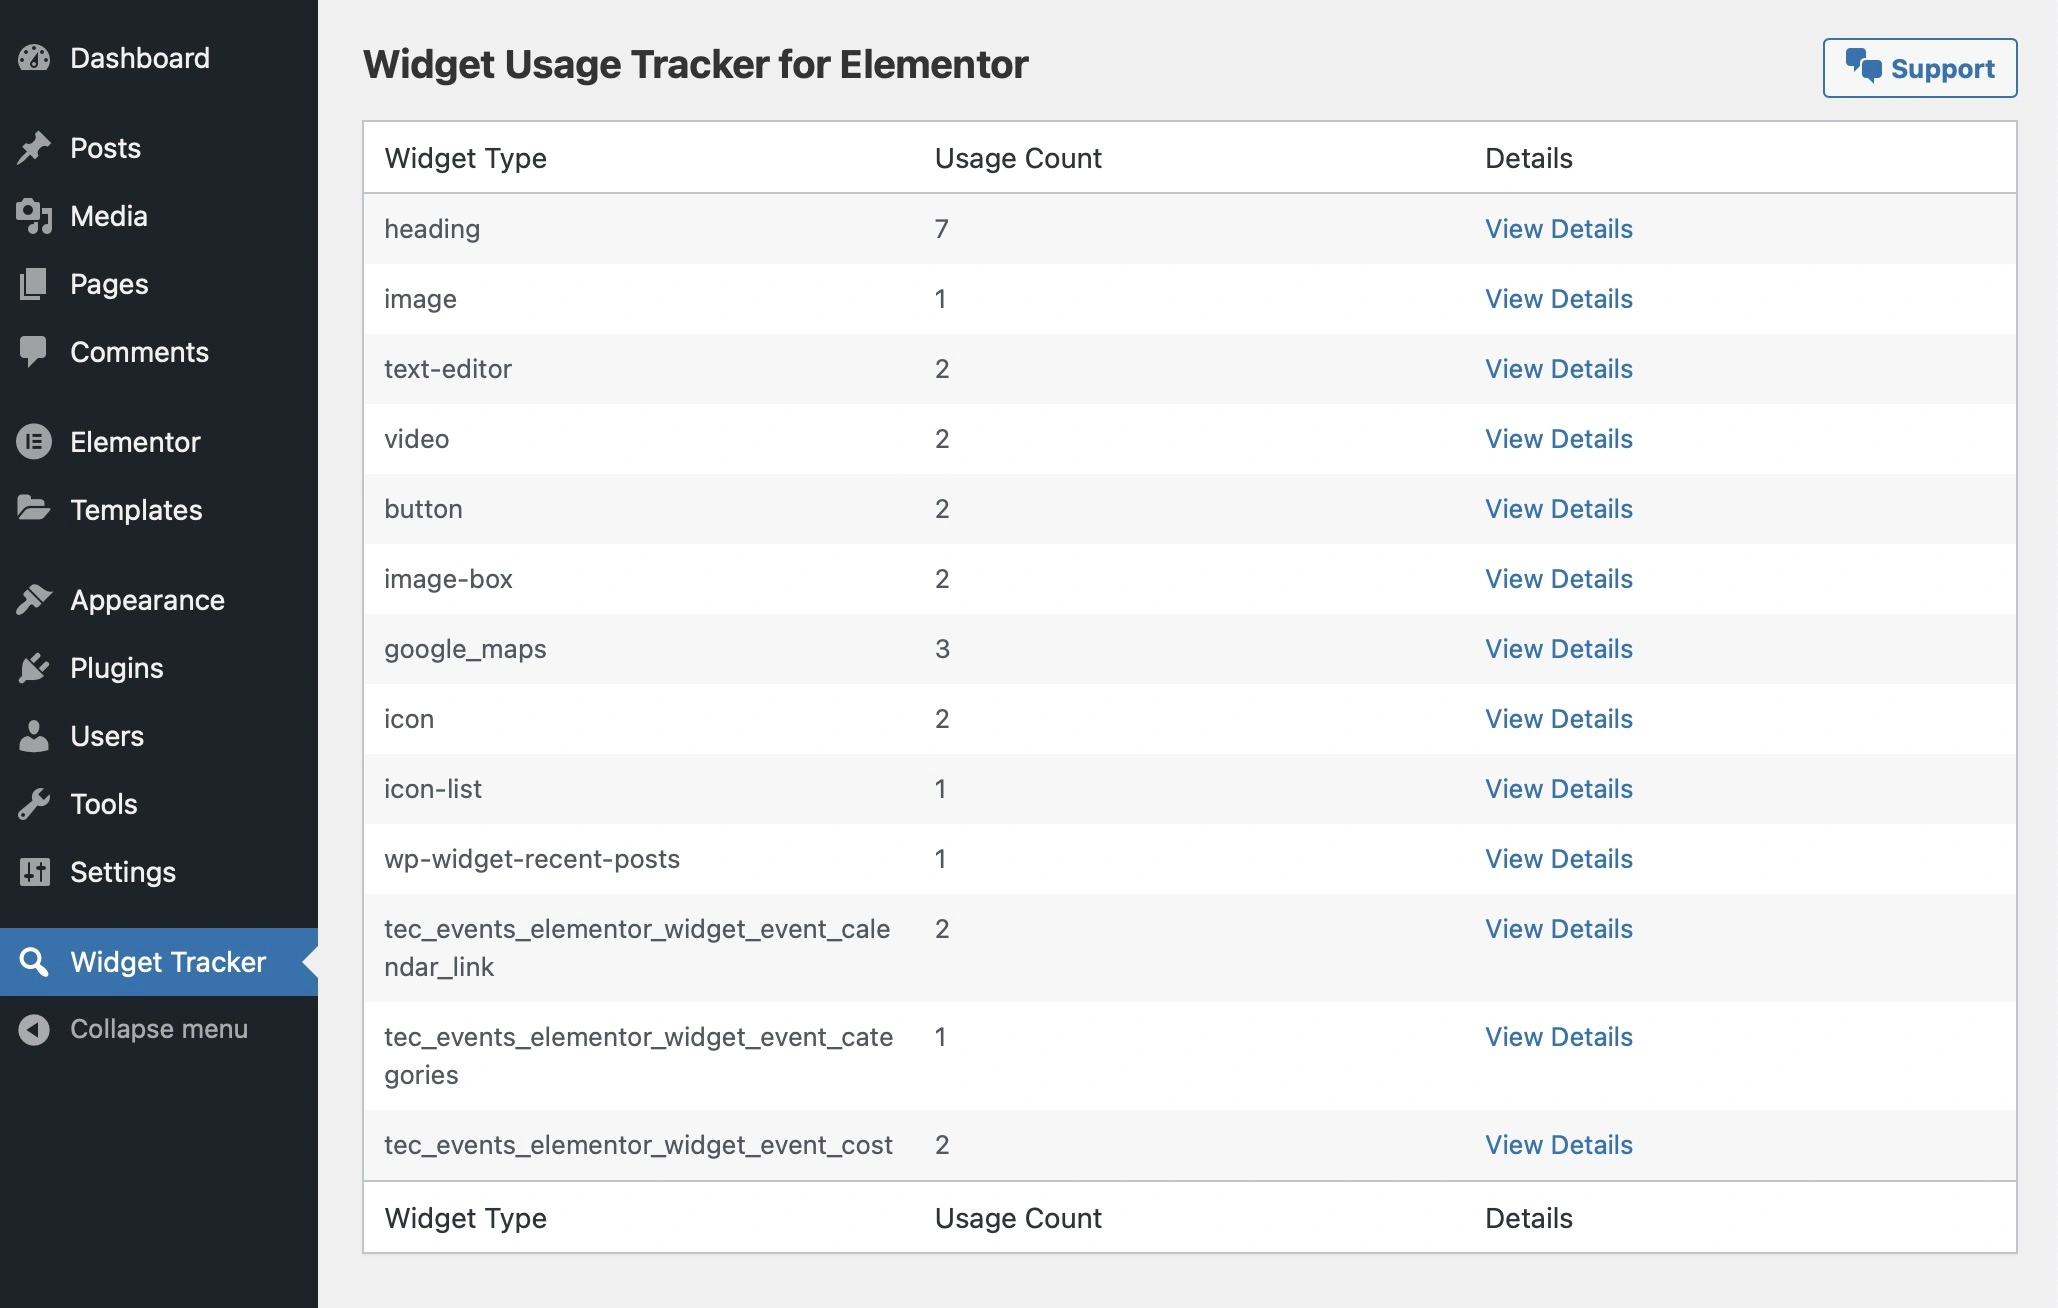 Dashboard
Posts
Media
Pages
Comments
Elementor
Templates
Appearance
Plugins
Users
Tools
Settings
Widget Tracker
Collapse menu
Widget Usage Tracker for Elementor
Support
Widget Type Usage Count Details
heading 7 View Details
image 1 View Details
text-editor 2 View Details
video 2 View Details
button 2 View Details
image-box 2 View Details
google_maps 3 View Details
icon 2 View Details
icon-list 1 View Details
wp-widget-recent-posts 1 View Details
tec_events_elementor_widget_event_cale 2 View Details
ndar_link
tec_events_elementor_widget_event_cate 1 View Details
gories
tec_events_elementor_widget_event_cost 2 View Details
Widget Type Usage Count Details